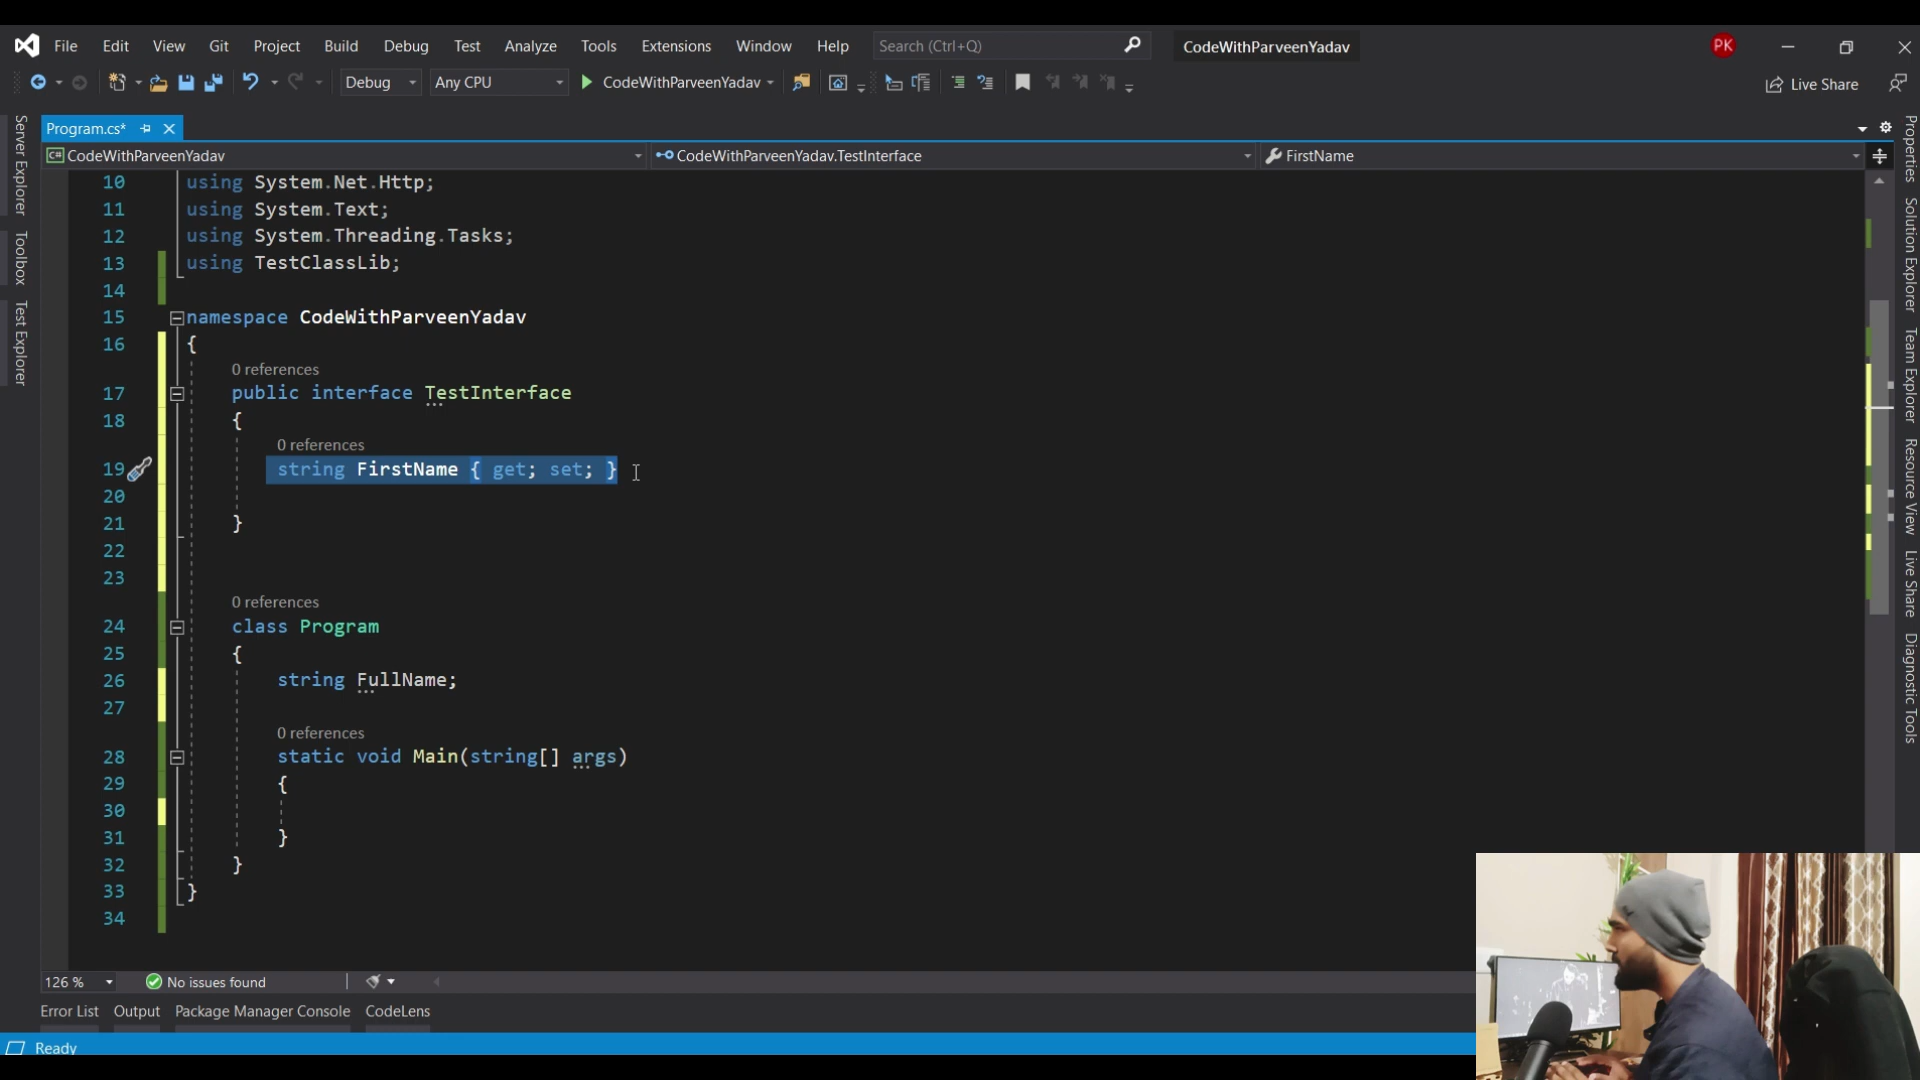 File Edit View Git Project Build Debug Test Analyze Tools Extensions Window Help Search (Ctrl+Q) CodeWithParveenYadav PK
Debug Any CPU CodeWithParveenYadav Live Share
Server Explorer
Toolbox
Test Explorer
Program.cs*
C# CodeWithParveenYadav CodeWithParveenYadav.TestInterface FirstName
10 using System.Net.Http;
11 using System.Text;
12 using System.Threading.Tasks;
13 using TestClassLib;
14
15 namespace CodeWithParveenYadav
16 {
0 references
17 public interface TestInterface
18 {
0 references
19 string FirstName { get; set; }
20
21 }
22
23
0 references
24 class Program
25 {
26 string FullName;
27
0 references
28 static void Main(string[] args)
29 {
30
31 }
32 }
33 }
34
126 % No issues found
Error List Output Package Manager Console CodeLens
Ready
Properties
Solution Explorer
Team Explorer
Resource View
Live Share
Diagnostic Tools